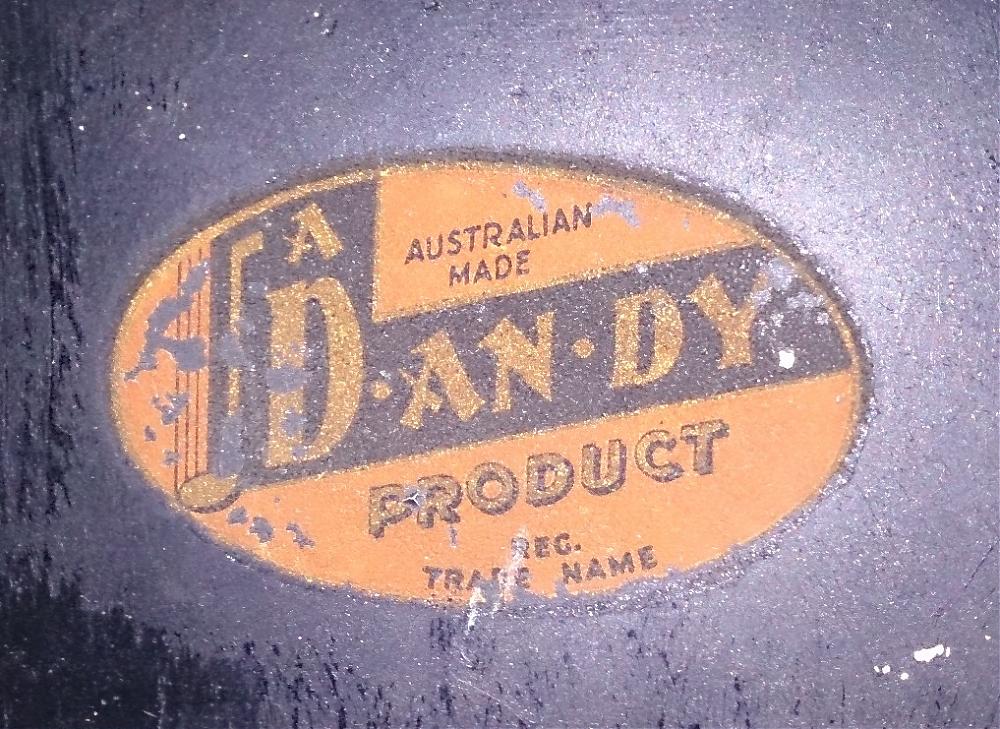 A
D·AN·DY
AUSTRALIAN
MADE
PRODUCT
REG.
TRADE NAME